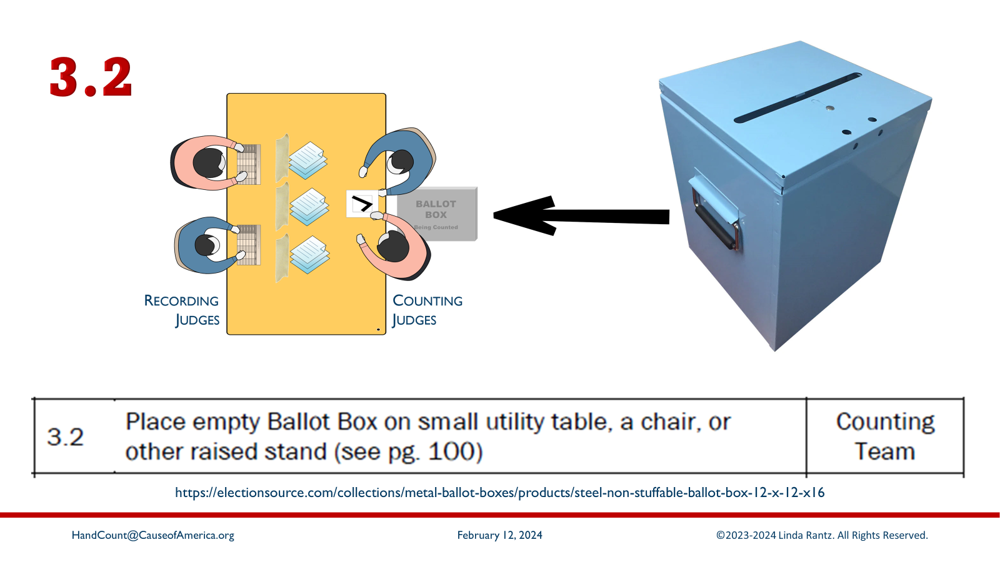 3.2
BALLOT
BOX
Being Counted
RECORDING
JUDGES
COUNTING
JUDGES
3.2
Place empty Ballot Box on small utility table, a chair, or
other raised stand (see pg. 100)
Counting
Team
https://electionsource.com/collections/metal-ballot-boxes/products/steel-non-stuffable-ballot-box-12-x-12-x16
HandCount@CauseofAmerica.org
February 12, 2024
©2023-2024 Linda Rantz. All Rights Reserved.